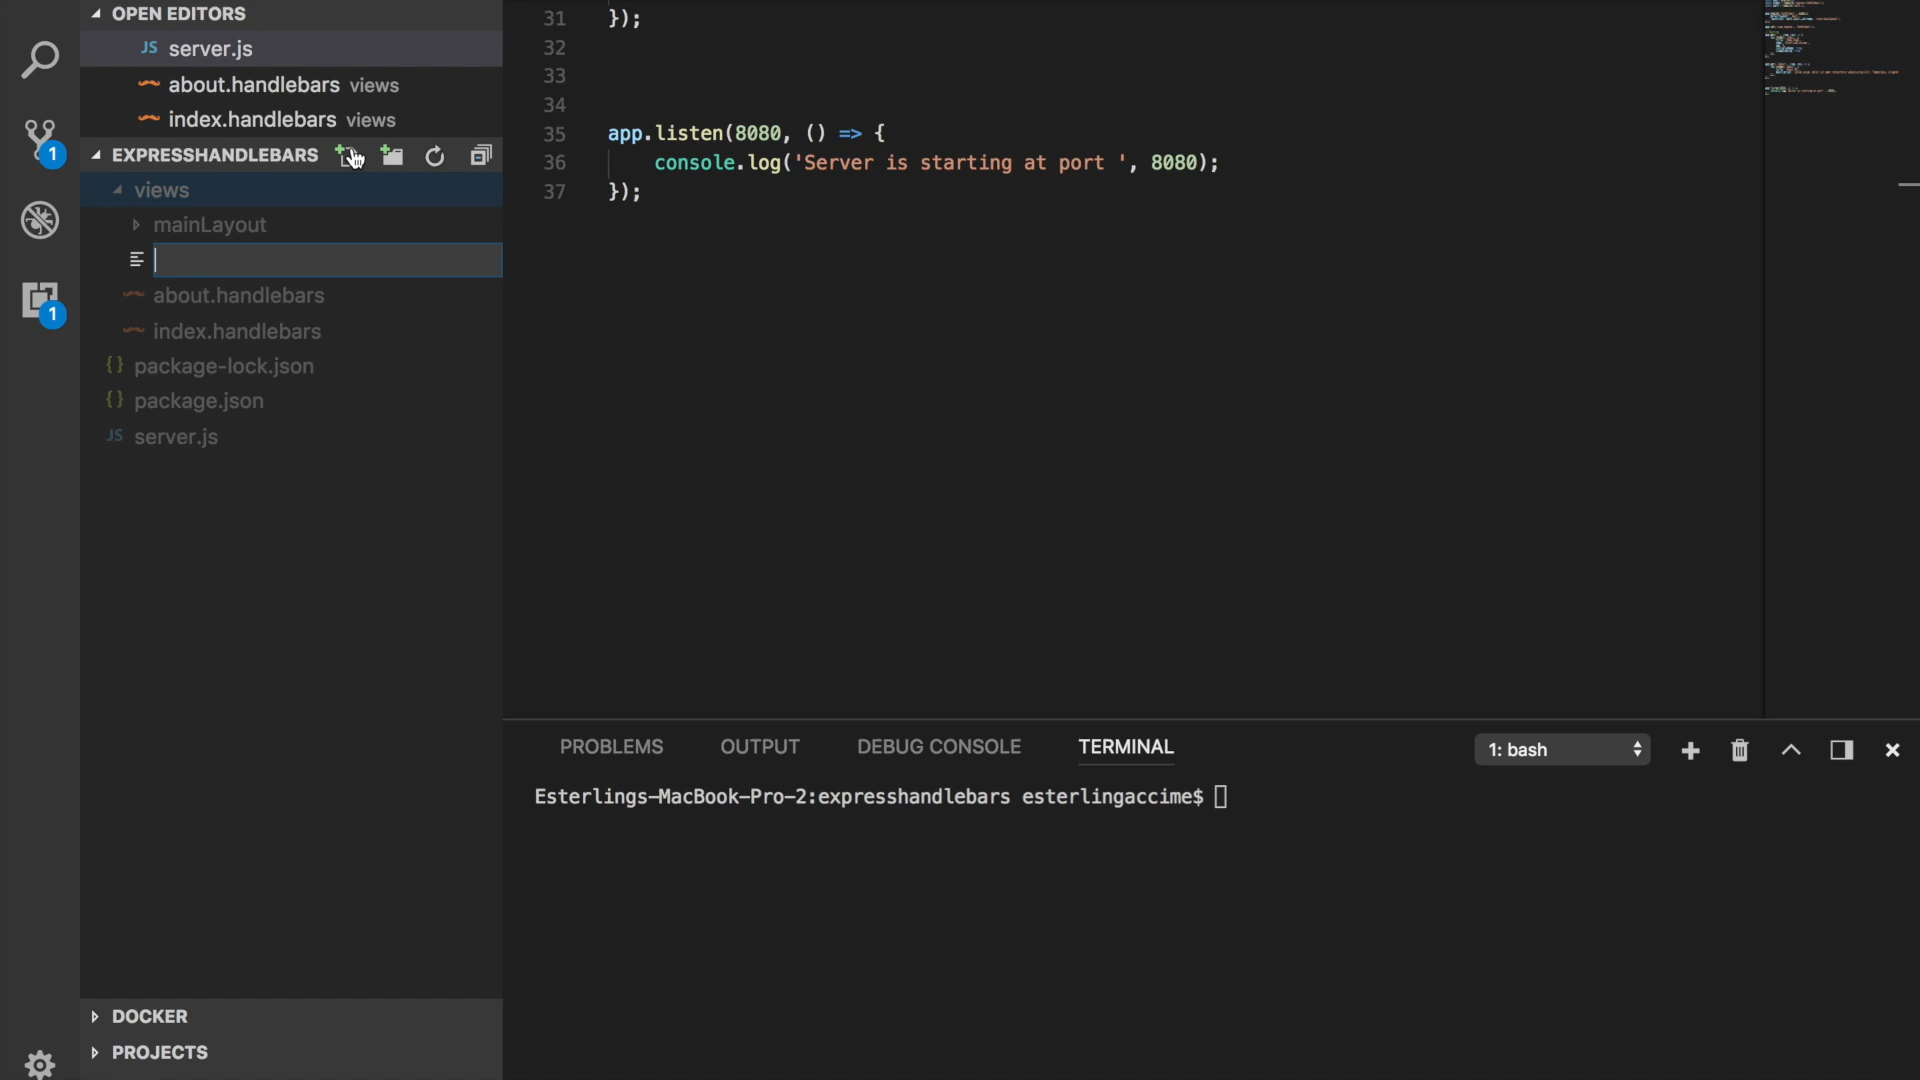 OPEN EDITORS
JS server.js
about.handlebars views
index.handlebars views
EXPRESSHANDLEBARS
views
mainLayout
about.handlebars
index.handlebars
{} package-lock.json
{} package.json
JS server.js
DOCKER
PROJECTS
1
1
31 });
32
33
34
35 app.listen(8080, () => {
36 console.log('Server is starting at port ', 8080);
37 });
PROBLEMS OUTPUT DEBUG CONSOLE TERMINAL 1: bash
Esterlings-MacBook-Pro-2:expresshandlebars esterlingaccime$